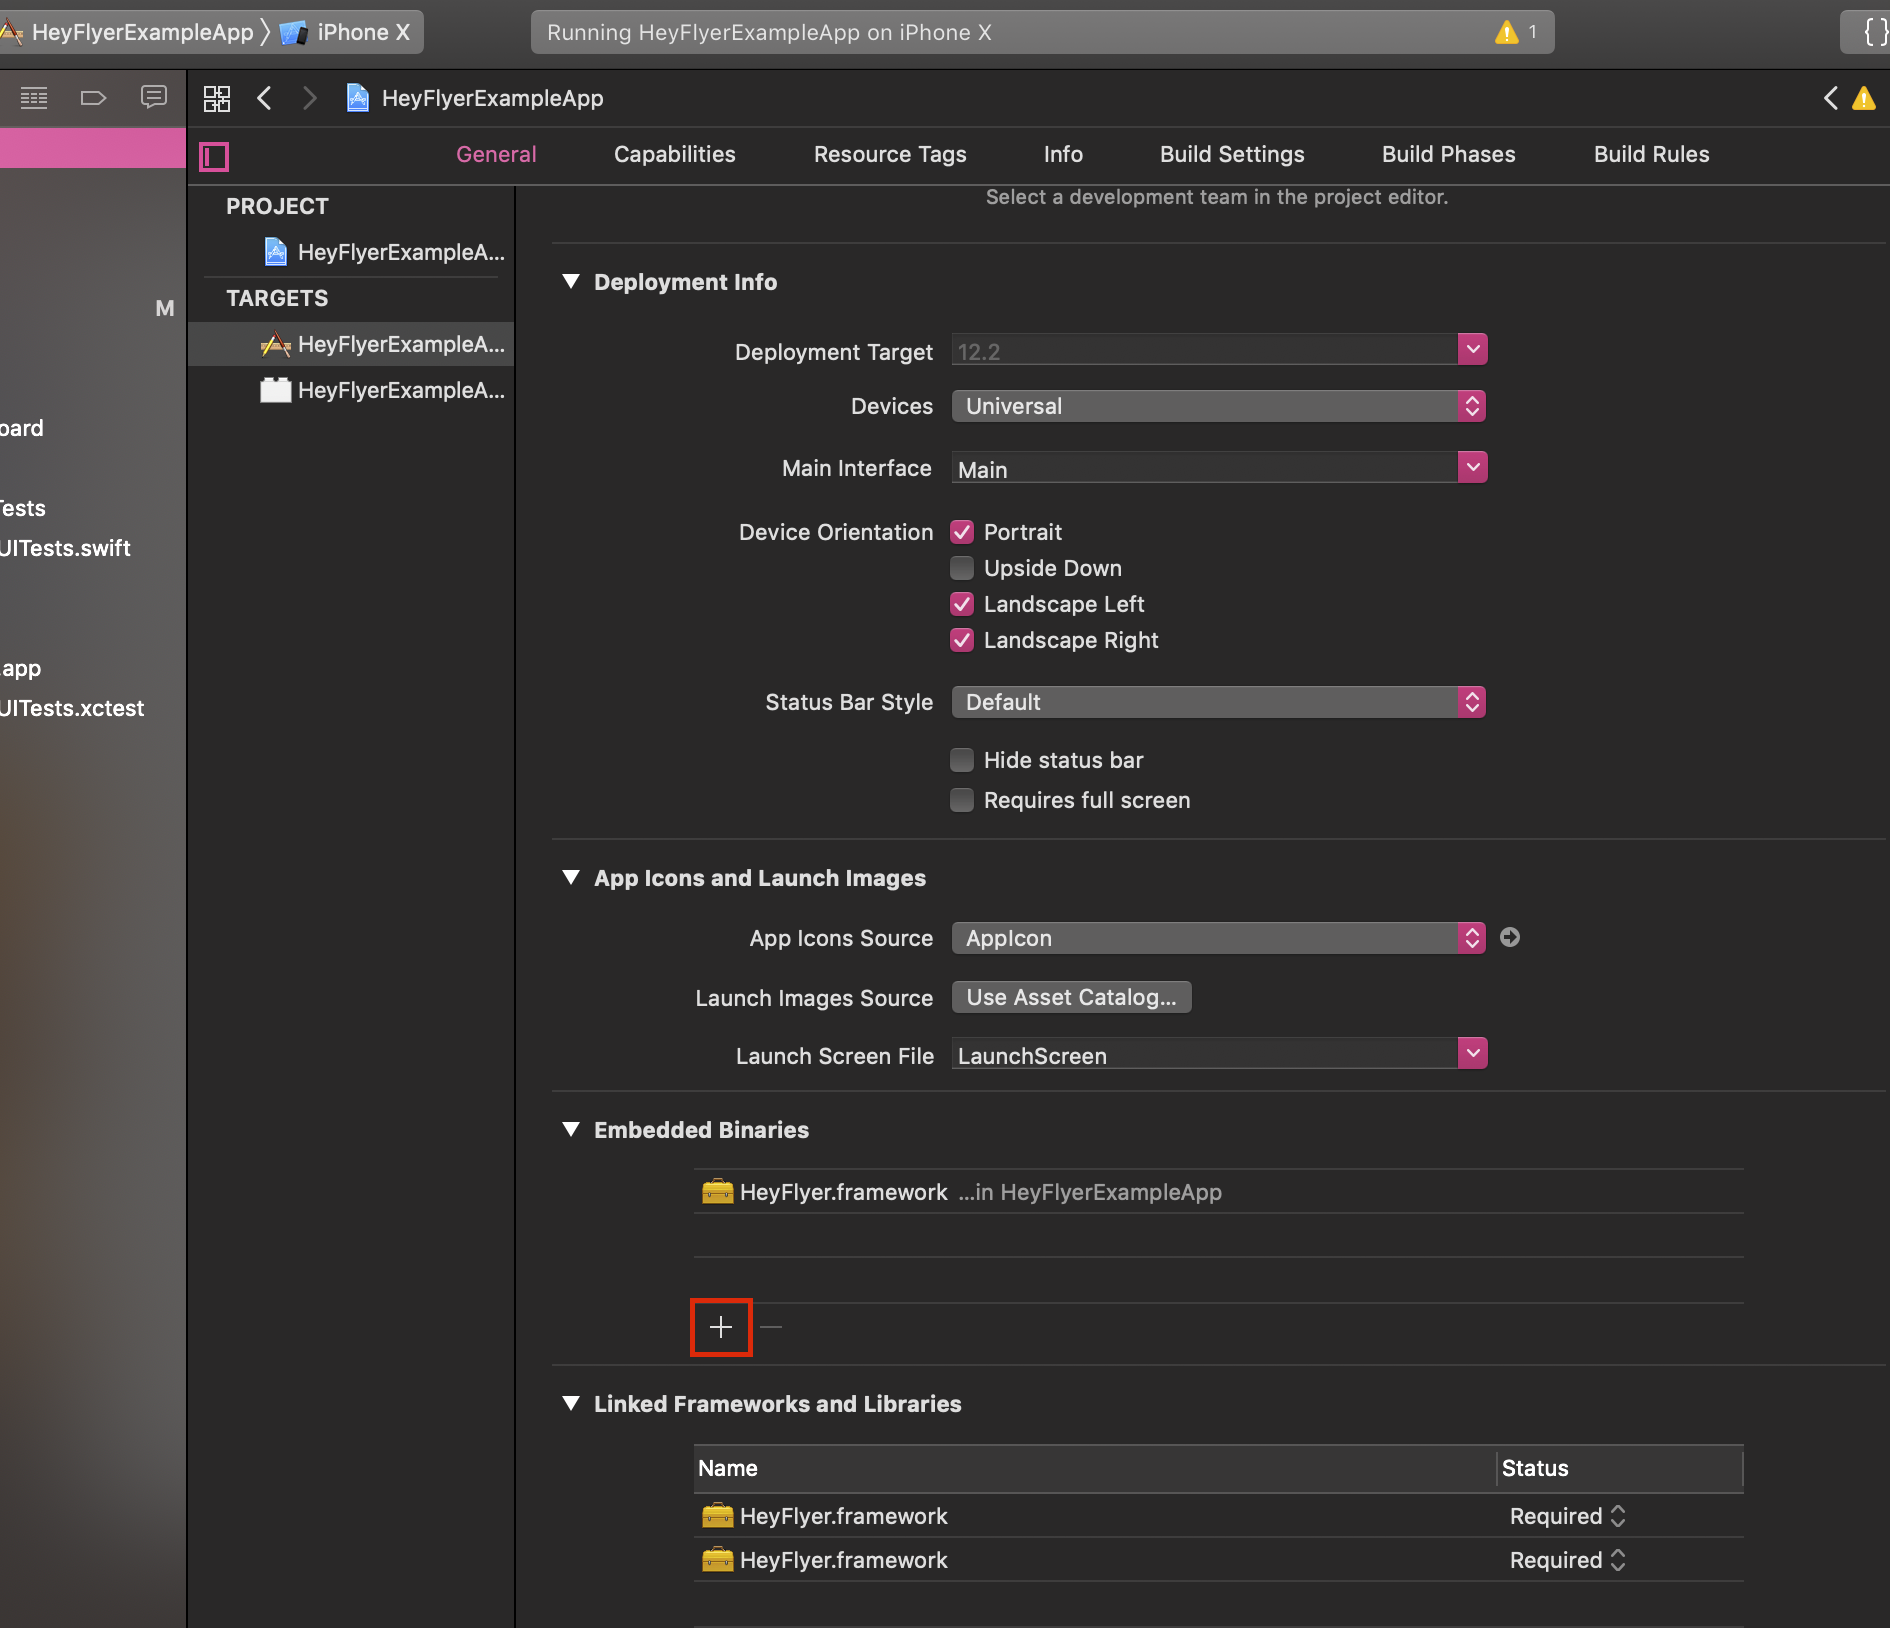 HeyFlyerExampleApp
iPhone X
Running HeyFlyerExampleApp on iPhone X
1
{ }
HeyFlyerExampleApp
General
Capabilities
Resource Tags
Info
Build Settings
Build Phases
Build Rules
M
oard
Tests
UITests.swift
.app
UITests.xctest
PROJECT
HeyFlyerExampleA...
TARGETS
HeyFlyerExampleA...
HeyFlyerExampleA...
Select a development team in the project editor.
Deployment Info
Deployment Target 12.2
Devices Universal
Main Interface Main
Device Orientation Portrait
Upside Down
Landscape Left
Landscape Right
Status Bar Style Default
Hide status bar
Requires full screen
App Icons and Launch Images
App Icons Source AppIcon
Launch Images Source Use Asset Catalog...
Launch Screen File LaunchScreen
Embedded Binaries
HeyFlyer.framework ...in HeyFlyerExampleApp
Linked Frameworks and Libraries
Name Status
HeyFlyer.framework Required
HeyFlyer.framework Required